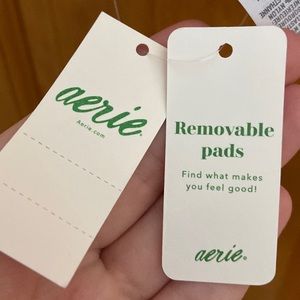 aerie®
Aerie.com
Removable
pads
Find what makes
you feel good!
aerie®